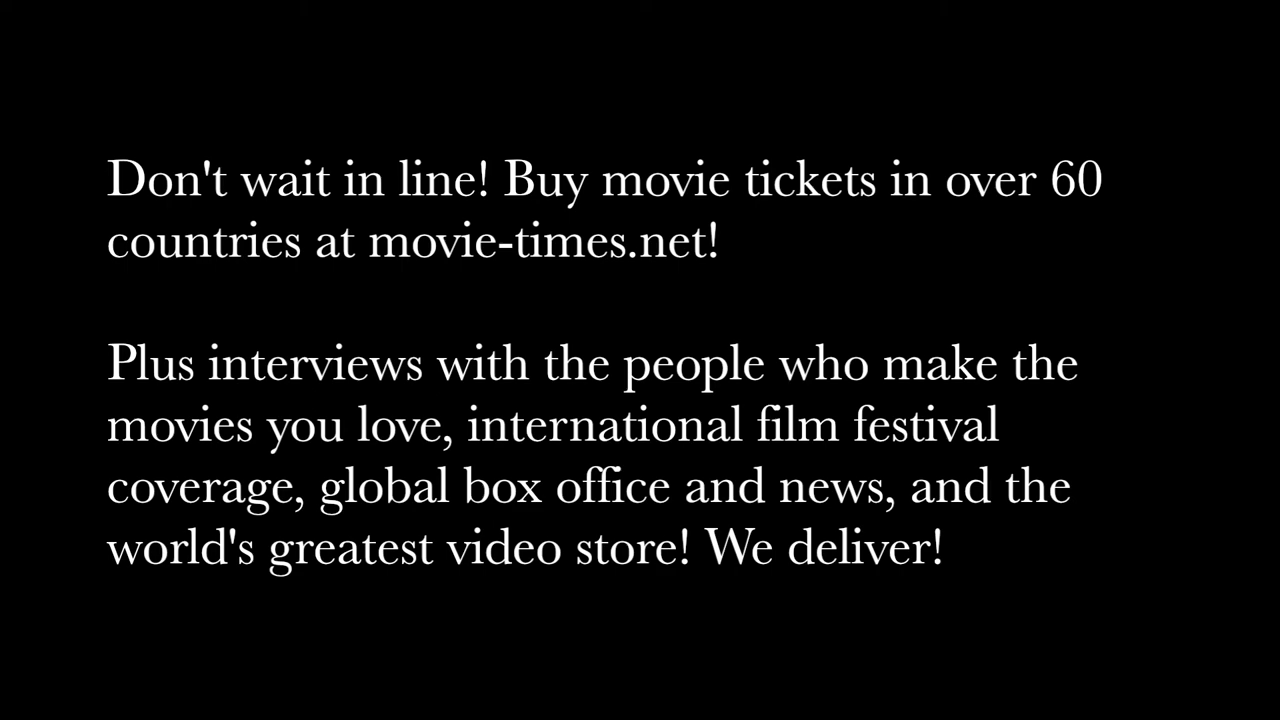 Don't wait in line! Buy movie tickets in over 60
countries at movie-times.net!
Plus interviews with the people who make the
movies you love, international film festival
coverage, global box office and news, and the
world's greatest video store! We deliver!